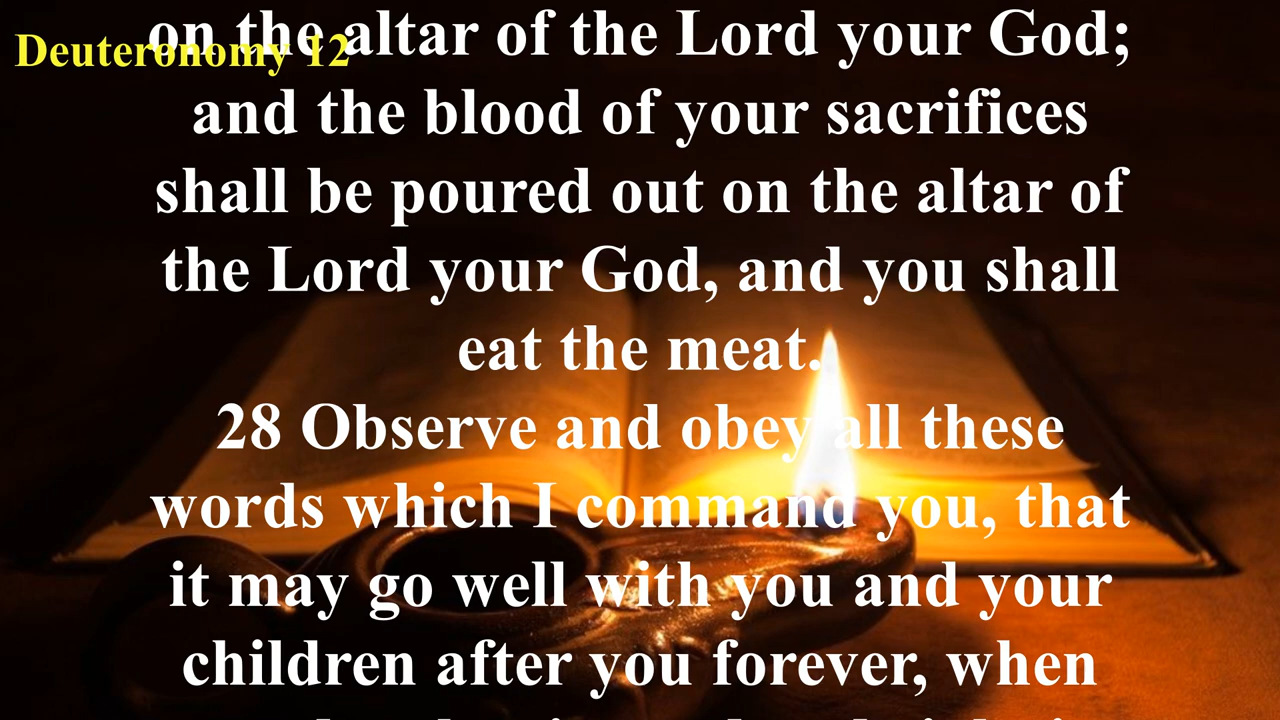 Deuteronomy 12
on the altar of the Lord your God;
and the blood of your sacrifices
shall be poured out on the altar of
the Lord your God, and you shall
eat the meat.
28 Observe and obey all these
words which I command you, that
it may go well with you and your
children after you forever, when